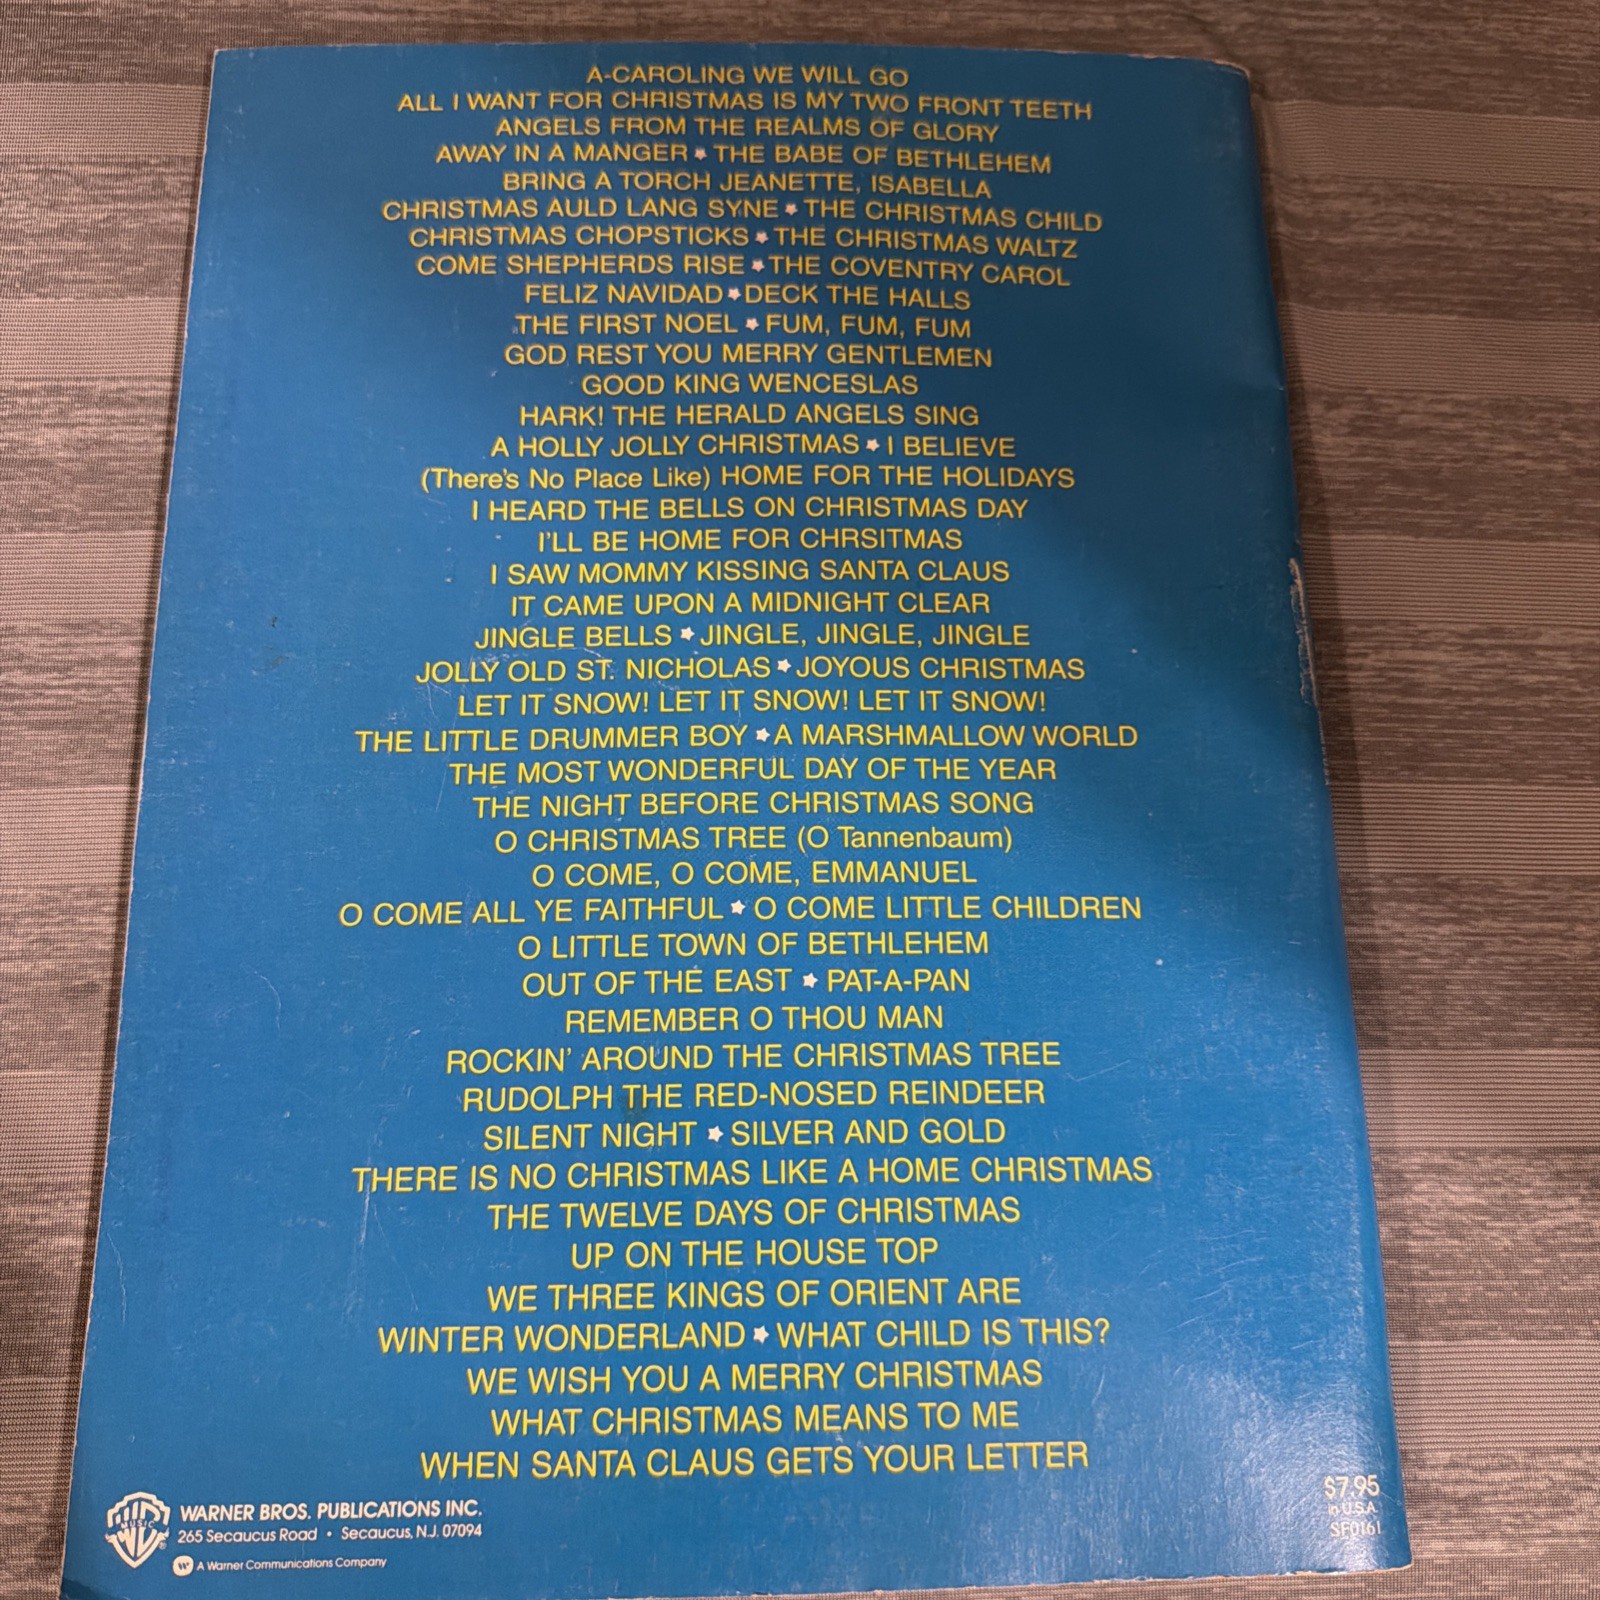 A-CAROLING WE WILL GO
ALL I WANT FOR CHRISTMAS IS MY TWO FRONT TEETH
ANGELS FROM THE REALMS OF GLORY
AWAY IN A MANGER ★ THE BABE OF BETHLEHEM
BRING A TORCH JEANETTE, ISABELLA
CHRISTMAS AULD LANG SYNE ★ THE CHRISTMAS CHILD
CHRISTMAS CHOPSTICKS ★ THE CHRISTMAS WALTZ
COME SHEPHERDS RISE ★ THE COVENTRY CAROL
FELIZ NAVIDAD ★ DECK THE HALLS
THE FIRST NOEL ★ FUM, FUM, FUM
GOD REST YOU MERRY GENTLEMEN
GOOD KING WENCESLAS
HARK! THE HERALD ANGELS SING
A HOLLY JOLLY CHRISTMAS ★ I BELIEVE
(There's No Place Like) HOME FOR THE HOLIDAYS
I HEARD THE BELLS ON CHRISTMAS DAY
I'LL BE HOME FOR CHRSITMAS
I SAW MOMMY KISSING SANTA CLAUS
IT CAME UPON A MIDNIGHT CLEAR
JINGLE BELLS ★ JINGLE, JINGLE, JINGLE
JOLLY OLD ST. NICHOLAS ★ JOYOUS CHRISTMAS
LET IT SNOW! LET IT SNOW! LET IT SNOW!
THE LITTLE DRUMMER BOY ★ A MARSHMALLOW WORLD
THE MOST WONDERFUL DAY OF THE YEAR
THE NIGHT BEFORE CHRISTMAS SONG
O CHRISTMAS TREE (O Tannenbaum)
O COME, O COME, EMMANUEL
O COME ALL YE FAITHFUL ★ O COME LITTLE CHILDREN
O LITTLE TOWN OF BETHLEHEM
OUT OF THE EAST ★ PAT-A-PAN
REMEMBER O THOU MAN
ROCKIN' AROUND THE CHRISTMAS TREE
RUDOLPH THE RED-NOSED REINDEER
SILENT NIGHT ★ SILVER AND GOLD
THERE IS NO CHRISTMAS LIKE A HOME CHRISTMAS
THE TWELVE DAYS OF CHRISTMAS
UP ON THE HOUSE TOP
WE THREE KINGS OF ORIENT ARE
WINTER WONDERLAND ★ WHAT CHILD IS THIS?
WE WISH YOU A MERRY CHRISTMAS
WHAT CHRISTMAS MEANS TO ME
WHEN SANTA CLAUS GETS YOUR LETTER
WB MUSIC ®
WARNER BROS. PUBLICATIONS INC.
265 Secaucus Road • Secaucus, N.J. 07094
A Warner Communications Company
$7.95
in U.S.A.
SF0161